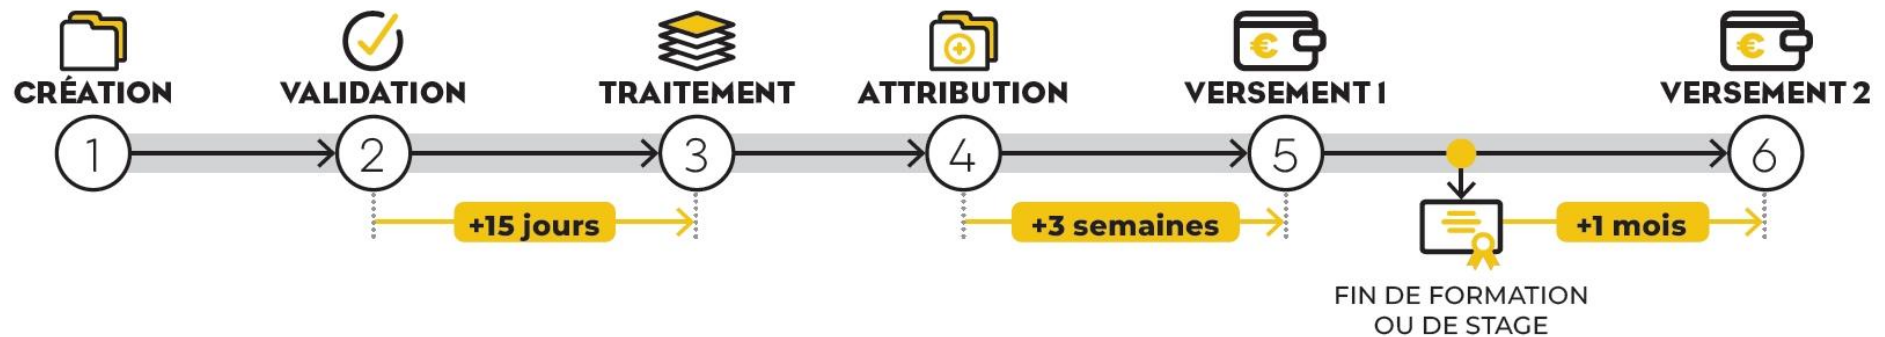 CRÉATION
VALIDATION
TRAITEMENT
ATTRIBUTION
VERSEMENT 1
VERSEMENT 2
1
2
3
4
5
6
+15 jours
+3 semaines
+1 mois
FIN DE FORMATION
OU DE STAGE